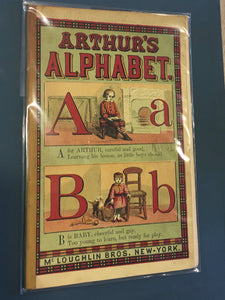 ARTHUR'S
ALPHABET.
A a
A for ARTHUR, careful and good,
Learning his lesson, as little boys should.
B b
B is BABY, cheerful and gay,
Too young to learn, but ready for play.
McLOUGHLIN BROS. NEW-YORK.